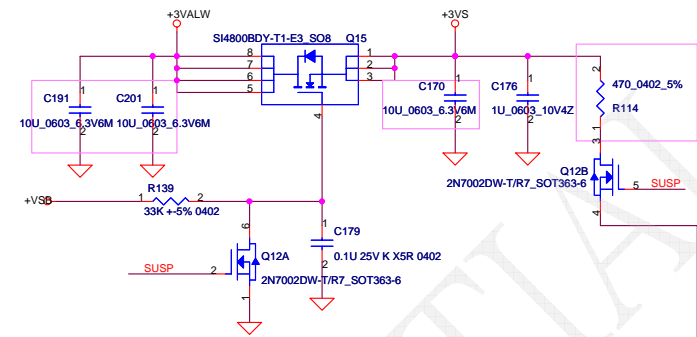 +3VALW
+3VS
SI4800BDY-T1-E3_SO8 Q15
8
7
6
5
1
2
3
4
C191
1
2
10U_0603_6.3V6M
C201
1
2
10U_0603_6.3V6M
C170
1
2
10U_0603_6.3V6M
C176
1
2
1U_0603_10V4Z
2
470_0402_5%
R114
1
3
Q12B
2N7002DW-T/R7_SOT363-6
5
SUSP
4
+VSB
1
R139
2
33K +-5% 0402
6
Q12A
2N7002DW-T/R7_SOT363-6
SUSP
2
1
1
C179
0.1U 25V K X5R 0402
2
TIAL